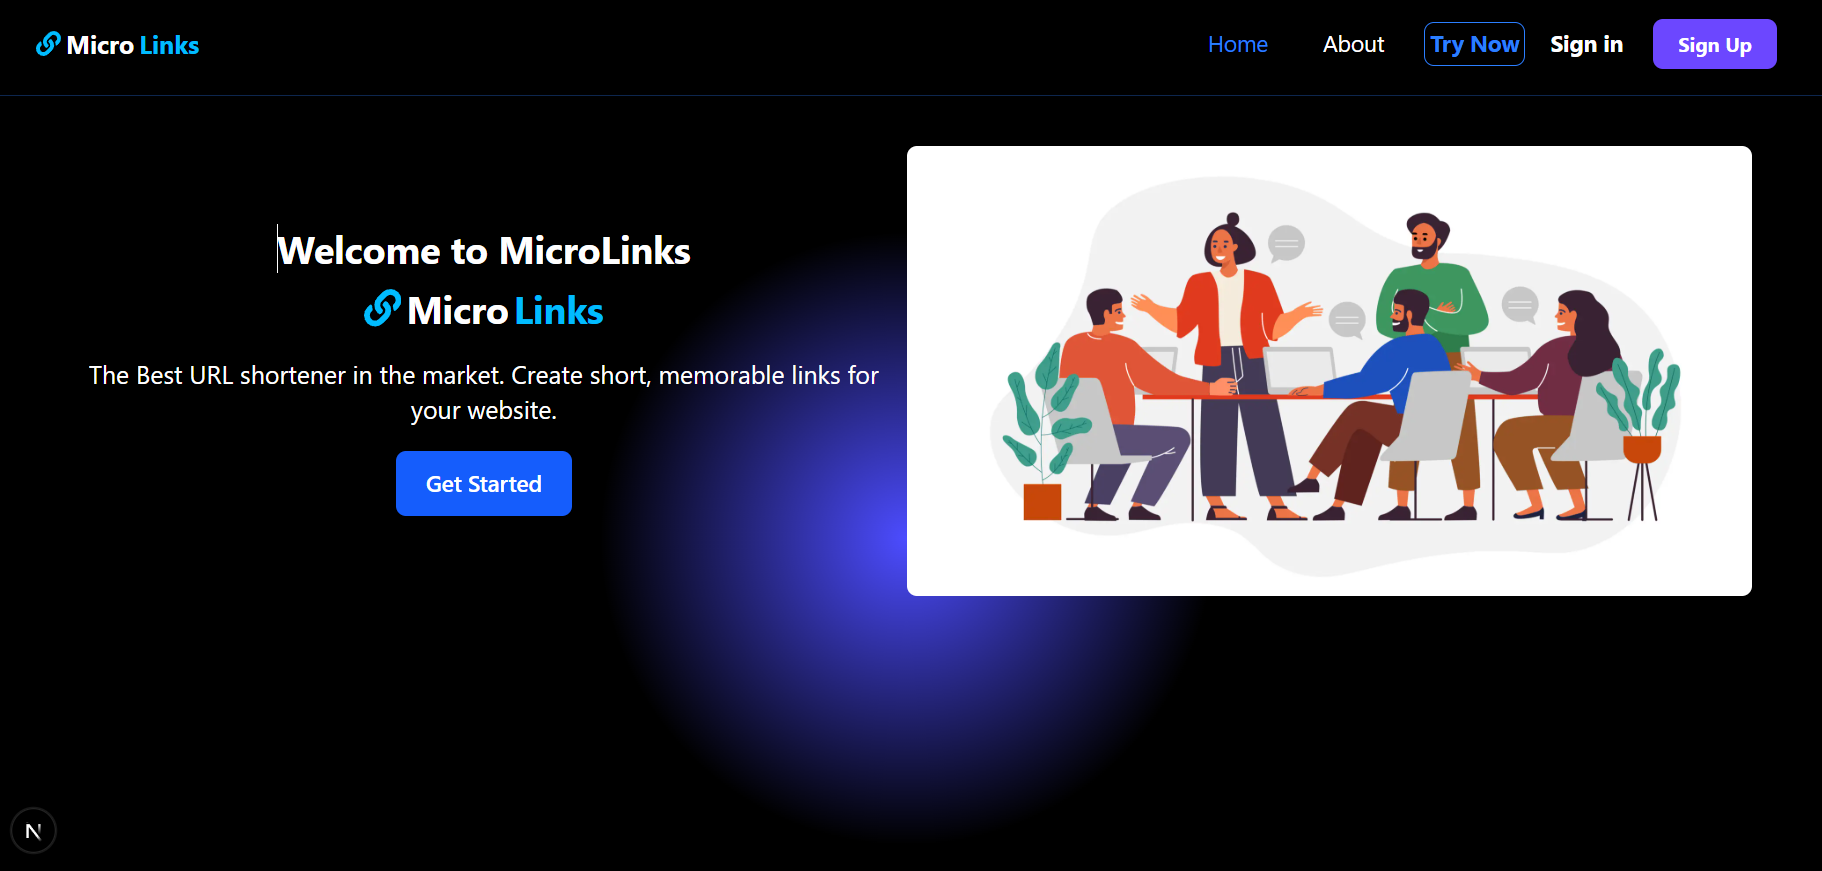 Micro Links
Home About Try Now Sign in Sign Up
Welcome to MicroLinks
Micro Links
The Best URL shortener in the market. Create short, memorable links for
your website.
Get Started
N